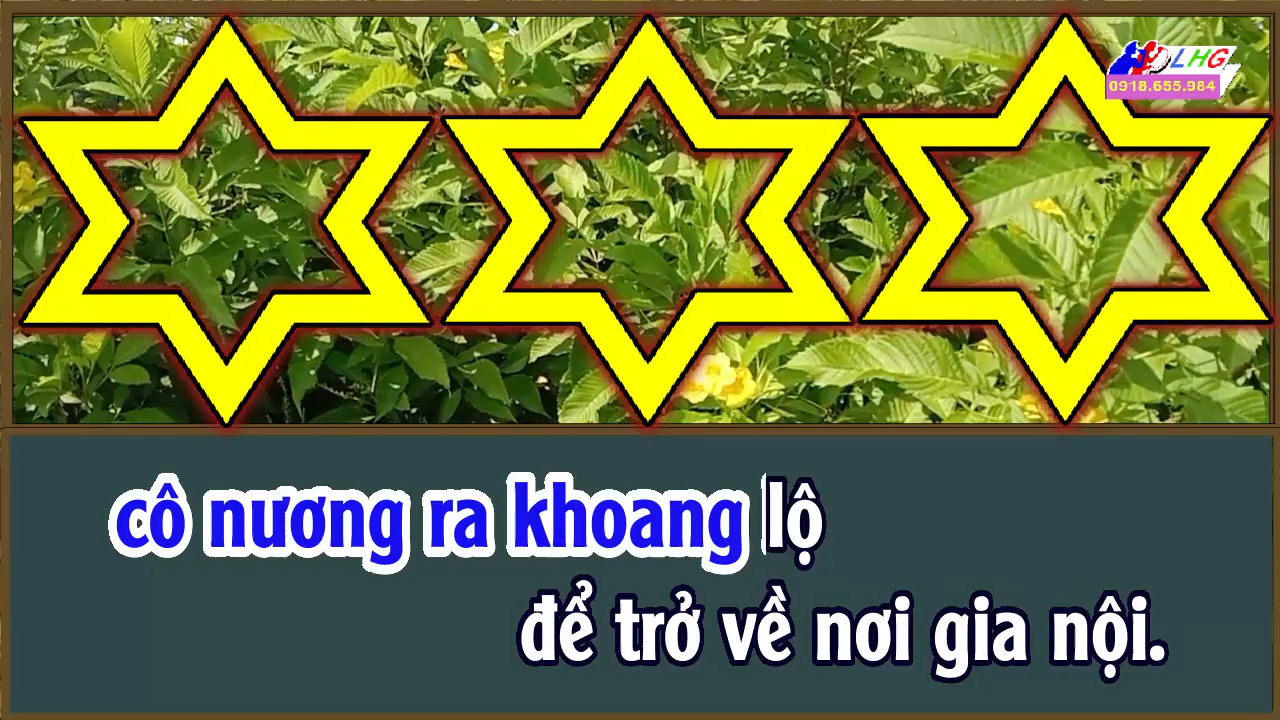 LHG
0918.655.984
cô nương ra khoang lộ
để trở về nơi gia nội.